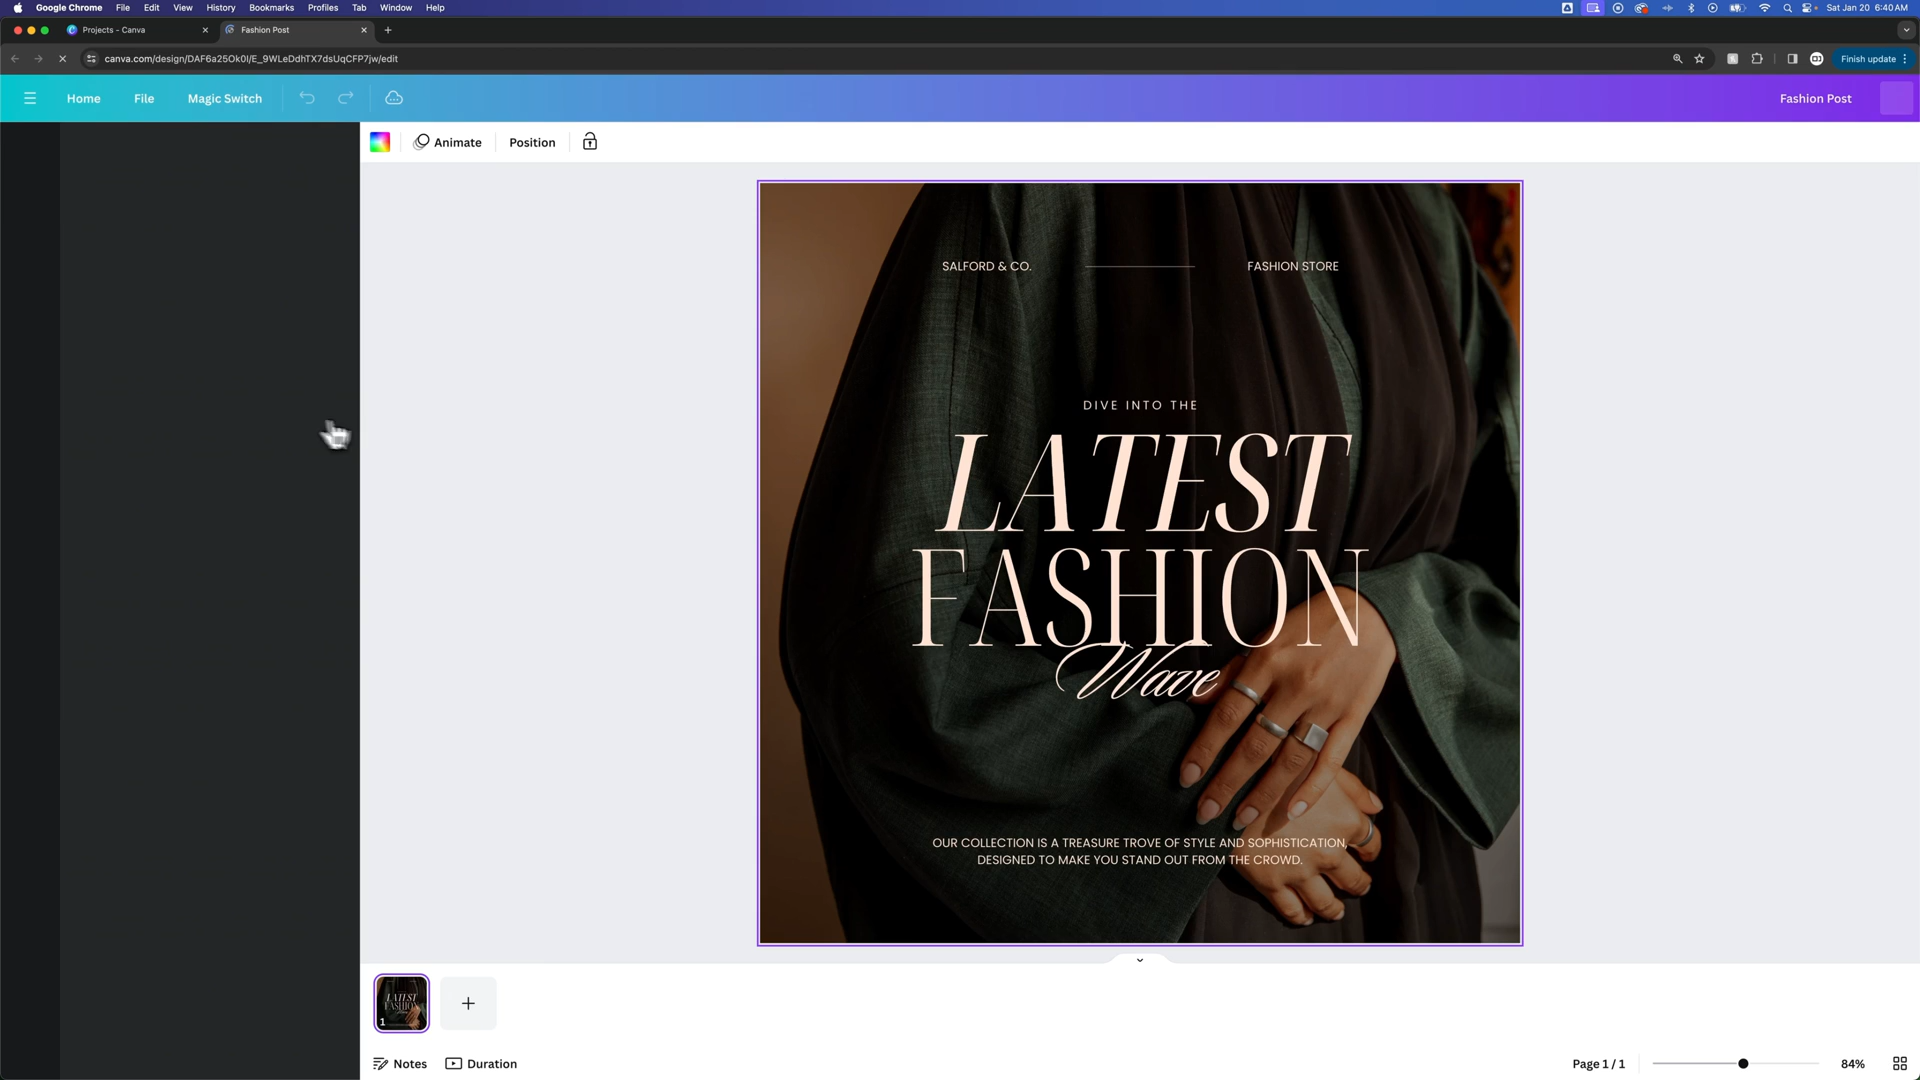 Google Chrome File Edit View History Bookmarks Profiles Tab Window Help Sat Jan 20 6:40 AM
Projects - Canva Fashion Post
canva.com/design/DAF6a25Ok0I/E_9WLeDdhTX7dsUqCFP7jw/edit Finish update
Home File Magic Switch Fashion Post
Animate Position
SALFORD & CO. FASHION STORE
DIVE INTO THE
LATEST
FASHION
Wave
OUR COLLECTION IS A TREASURE TROVE OF STYLE AND SOPHISTICATION,
DESIGNED TO MAKE YOU STAND OUT FROM THE CROWD.
LATEST
FASHION
1
Notes Duration Page 1 / 1 84%